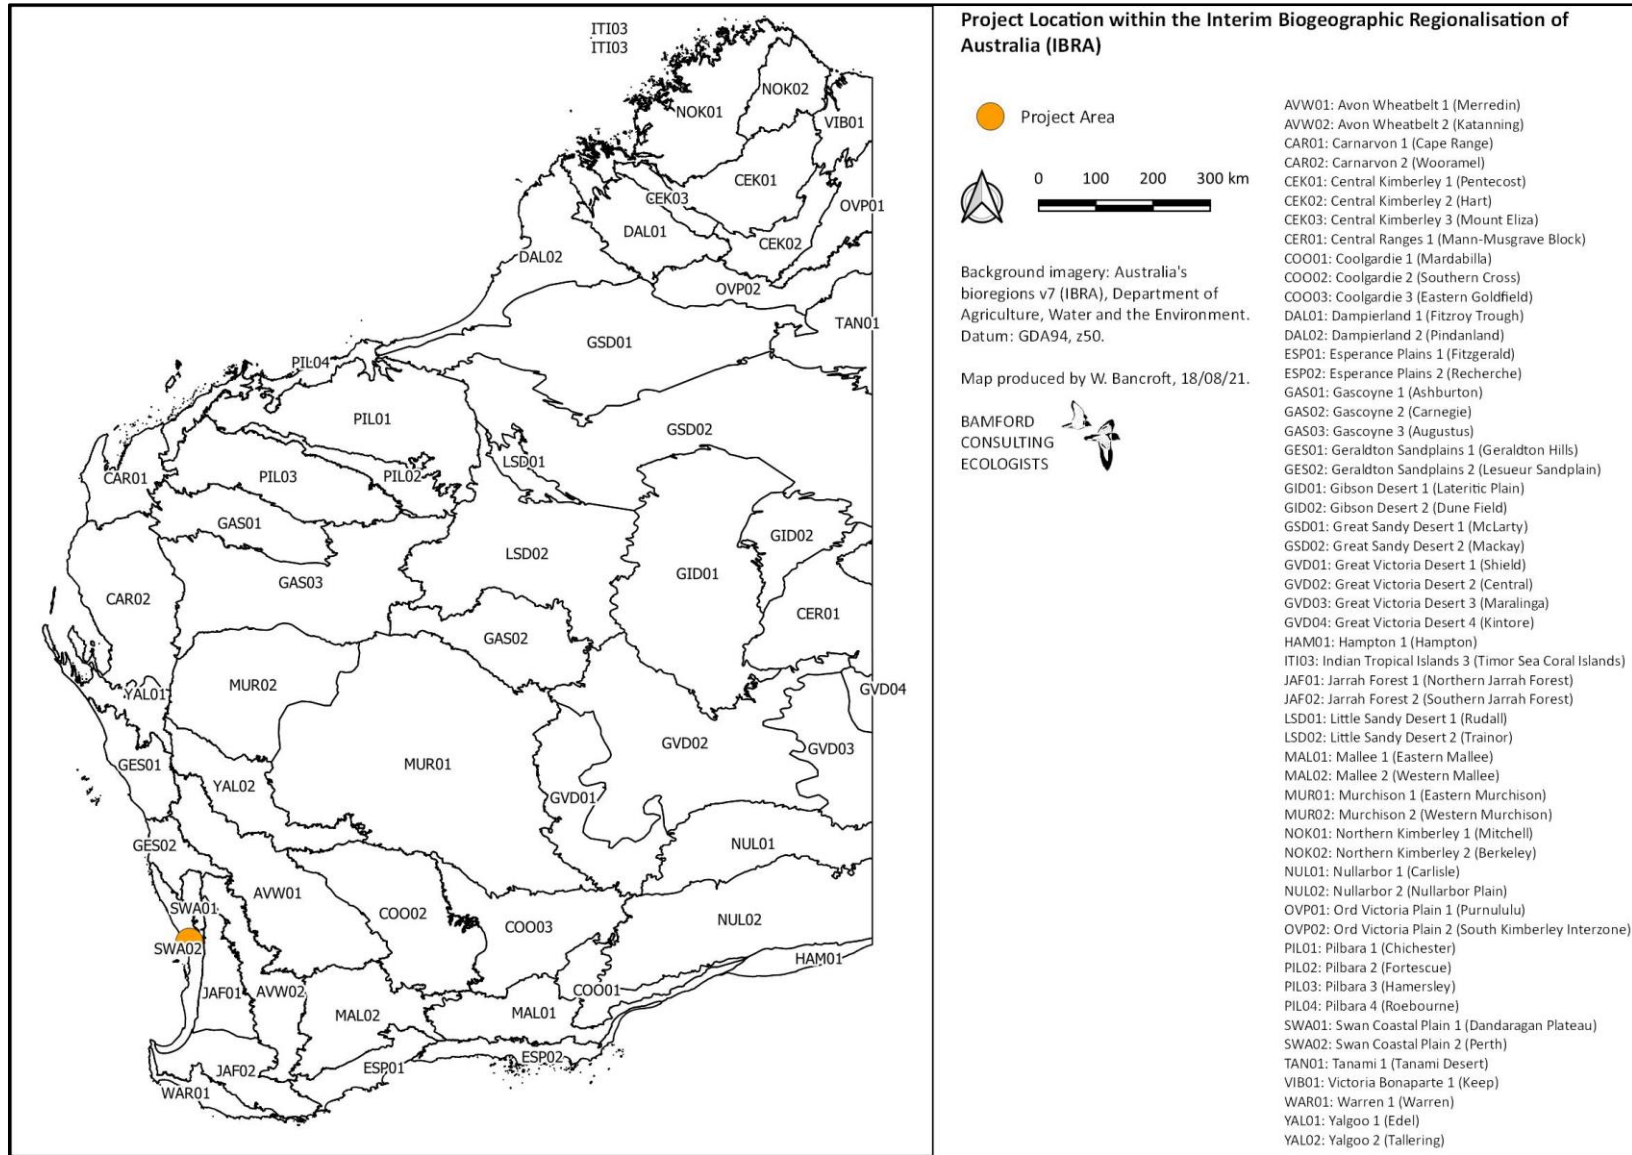 Project Location within the Interim Biogeographic Regionalisation of
Australia (IBRA)
Project Area
0 100 200 300 km
Background imagery: Australia's
bioregions v7 (IBRA), Department of
Agriculture, Water and the Environment.
Datum: GDA94, z50.
Map produced by W. Bancroft, 18/08/21.
BAMFORD
CONSULTING
ECOLOGISTS
AVW01: Avon Wheatbelt 1 (Merredin)
AVW02: Avon Wheatbelt 2 (Katanning)
CAR01: Carnarvon 1 (Cape Range)
CAR02: Carnarvon 2 (Wooramel)
CEK01: Central Kimberley 1 (Pentecost)
CEK02: Central Kimberley 2 (Hart)
CEK03: Central Kimberley 3 (Mount Eliza)
CER01: Central Ranges 1 (Mann-Musgrave Block)
COO01: Coolgardie 1 (Mardabilla)
COO02: Coolgardie 2 (Southern Cross)
COO03: Coolgardie 3 (Eastern Goldfield)
DAL01: Dampierland 1 (Fitzroy Trough)
DAL02: Dampierland 2 (Pindanland)
ESP01: Esperance Plains 1 (Fitzgerald)
ESP02: Esperance Plains 2 (Recherche)
GAS01: Gascoyne 1 (Ashburton)
GAS02: Gascoyne 2 (Carnegie)
GAS03: Gascoyne 3 (Augustus)
GES01: Geraldton Sandplains 1 (Geraldton Hills)
GES02: Geraldton Sandplains 2 (Lesueur Sandplain)
GID01: Gibson Desert 1 (Lateritic Plain)
GID02: Gibson Desert 2 (Dune Field)
GSD01: Great Sandy Desert 1 (McLarty)
GSD02: Great Sandy Desert 2 (Mackay)
GVD01: Great Victoria Desert 1 (Shield)
GVD02: Great Victoria Desert 2 (Central)
GVD03: Great Victoria Desert 3 (Maralinga)
GVD04: Great Victoria Desert 4 (Kintore)
HAM01: Hampton 1 (Hampton)
ITI03: Indian Tropical Islands 3 (Timor Sea Coral Islands)
JAF01: Jarrah Forest 1 (Northern Jarrah Forest)
JAF02: Jarrah Forest 2 (Southern Jarrah Forest)
LSD01: Little Sandy Desert 1 (Rudall)
LSD02: Little Sandy Desert 2 (Trainor)
MAL01: Mallee 1 (Eastern Mallee)
MAL02: Mallee 2 (Western Mallee)
MUR01: Murchison 1 (Eastern Murchison)
MUR02: Murchison 2 (Western Murchison)
NOK01: Northern Kimberley 1 (Mitchell)
NOK02: Northern Kimberley 2 (Berkeley)
NUL01: Nullarbor 1 (Carlisle)
NUL02: Nullarbor 2 (Nullarbor Plain)
OVP01: Ord Victoria Plain 1 (Purnululu)
OVP02: Ord Victoria Plain 2 (South Kimberley Interzone)
PIL01: Pilbara 1 (Chichester)
PIL02: Pilbara 2 (Fortescue)
PIL03: Pilbara 3 (Hamersley)
PIL04: Pilbara 4 (Roebourne)
SWA01: Swan Coastal Plain 1 (Dandaragan Plateau)
SWA02: Swan Coastal Plain 2 (Perth)
TAN01: Tanami 1 (Tanami Desert)
VIB01: Victoria Bonaparte 1 (Keep)
WAR01: Warren 1 (Warren)
YAL01: Yalgoo 1 (Edel)
YAL02: Yalgoo 2 (Tallering)
ITI03
ITI03
NOK02
NOK01
VIB01
CEK01
CEK03
OVP01
DAL01
CEK02
DAL02
OVP02
TAN01
GSD01
PIL04
PIL01
GSD02
LSD01
CAR01
PIL03
PIL02
GAS01
GID02
LSD02
GID01
GAS03
CAR02
CER01
GAS02
MUR02
YAL01
GVD04
GVD02
GVD03
GES01
MUR01
YAL02
GVD01
GES02
NUL01
AVW01
SWA01
COO02
NUL02
COO03
SWA02
HAM01
JAF01
AVW02
COO01
MAL02
MAL01
ESP02
JAF02
ESP01
WAR01